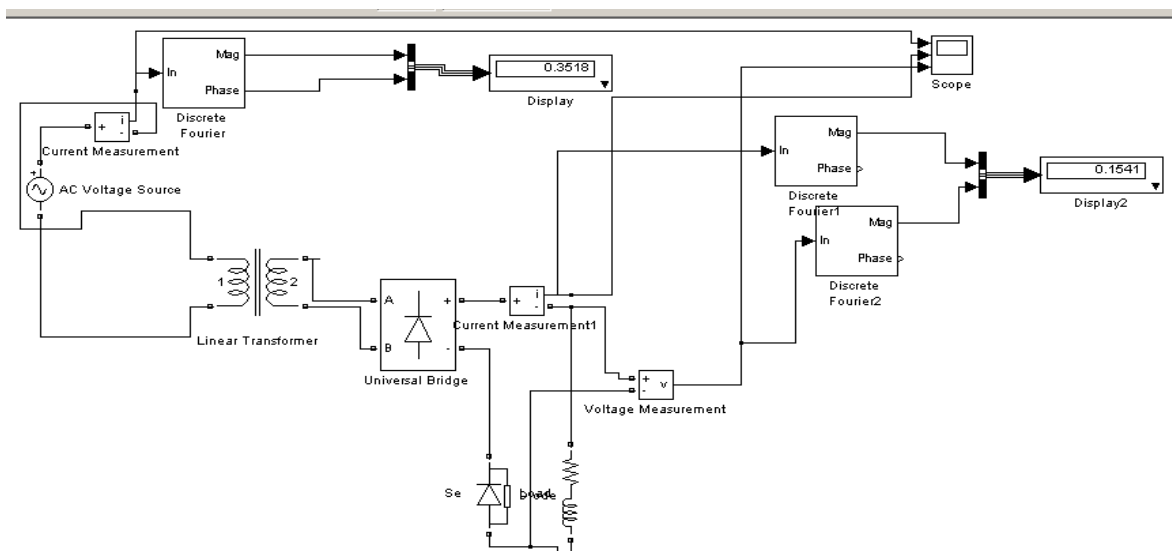 Mag
In
Phase
Discrete
Fourier
0.3518
Display
Scope
i
+
-
Current Measurement
+
AC Voltage Source
Mag
In
Phase
Discrete
Fourier1
0.1541
Display2
Mag
In
Phase
Discrete
Fourier2
1
2
Linear Transformer
A
+
B
-
Universal Bridge
+
i
-
Current Measurement1
+
-
v
Voltage Measurement
Se